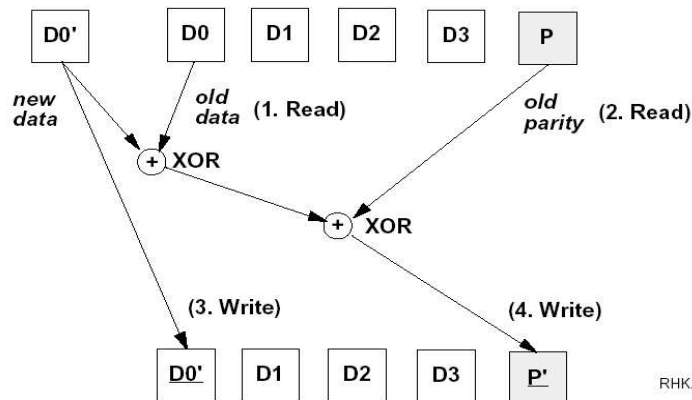 D0' D0 D1 D2 D3 P
new data
old data (1. Read)
old parity (2. Read)
+ XOR
+ XOR
(3. Write)
(4. Write)
D0' D1 D2 D3 P'
RHK.